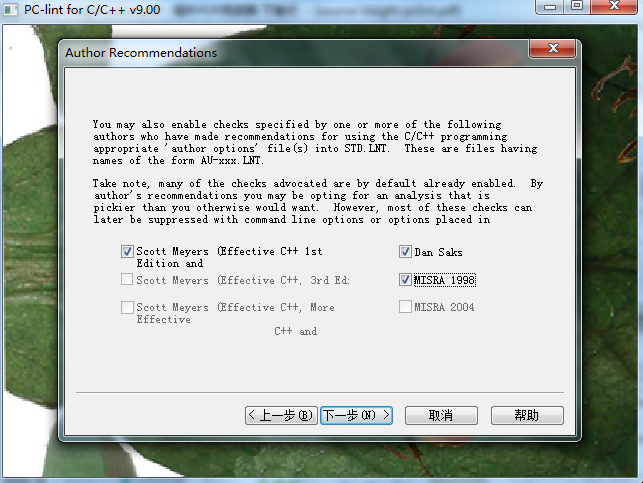 PC-lint for C/C++ v9.00
Author Recommendations
You may also enable checks specified by one or more of the following
authors who have made recommendations for using the C/C++ programming
appropriate 'author options' file(s) into STD.LNT. These are files having
names of the form AU-xxx.LNT.
Take note, many of the checks advocated are by default already enabled. By
author's recommendations you may be opting for an analysis that is
pickier than you otherwise would want. However, most of these checks can
later be suppressed with command line options or options placed in
Scott Meyers (Effective C++ 1st
Edition and
Dan Saks
Scott Meyers (Effective C++, 3rd Ed:
MISRA 1998
Scott Meyers (Effective C++, More
Effective
C++ and
MISRA 2004
< 上一步(B)
下一步(N) >
取消
帮助